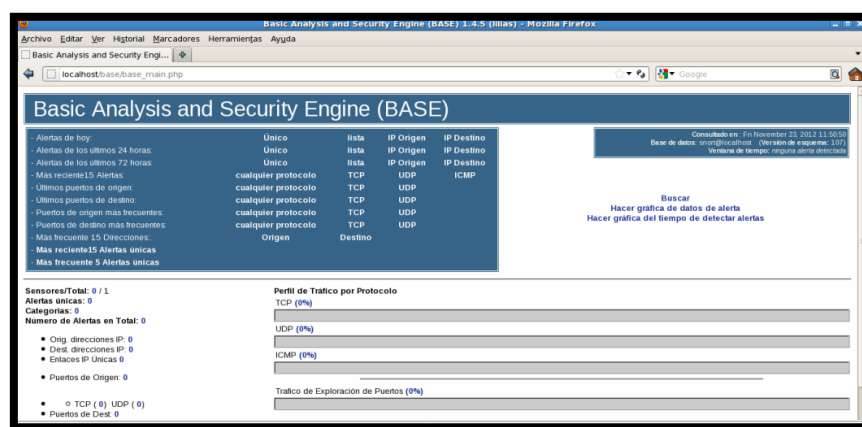 Basic Analysis and Security Engine (BASE) 1.4.5 (lilias) - Mozilla Firefox
Archivo Editar Ver Historial Marcadores Herramientas Ayuda
Basic Analysis and Security Engi...
localhost/base/base_main.php
Google
Basic Analysis and Security Engine (BASE)
- Alertas de hoy: Único lista IP Origen IP Destino
- Alertas de los ultimos 24 horas: Único lista IP Origen IP Destino
- Alertas de los ultimos 72 horas: Único lista IP Origen IP Destino
- Más reciente15 Alertas: cualquier protocolo TCP UDP ICMP
- Últimos puertos de origen: cualquier protocolo TCP UDP
- Últimos puertos de destino: cualquier protocolo TCP UDP
- Puertos de origen más frecuentes: cualquier protocolo TCP UDP
- Puertos de destino más frecuentes: cualquier protocolo TCP UDP
- Más frecuente 15 Direcciones:: Origen Destino
- Más reciente15 Alertas únicas
- Más frecuente 5 Alertas únicas
Consultado en : Fri November 23, 2012 11:50:50
Base de datos: snort@localhost (Versión de esquema: 107)
Ventana de tiempo: ninguna alerta detectada
Buscar
Hacer gráfica de datos de alerta
Hacer gráfica del tiempo de detectar alertas
Sensores/Total: 0 / 1
Alertas únicas: 0
Categorías: 0
Número de Alertas en Total: 0
Orig. direcciones IP: 0
Dest. direcciones IP: 0
Enlaces IP Únicas 0
Puertos de Origen: 0
TCP ( 0) UDP ( 0)
Puertos de Dest: 0
Perfil de Tráfico por Protocolo
TCP (0%)
UDP (0%)
ICMP (0%)
Trafico de Exploración de Puertos (0%)